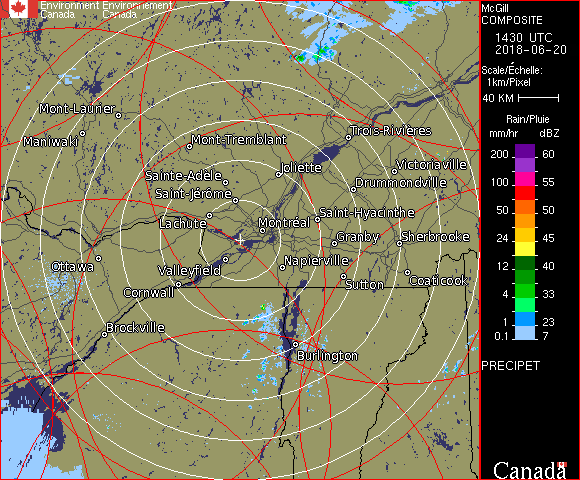 Environment Environnement
Canada Canada
McGill
COMPOSITE
1430 UTC
2018-06-20
Scale/Échelle:
1km/Pixel
40 KM
Rain/Pluie
mm/hr dBZ
200 60
100 55
50 50
24 45
12 40
4 33
1 23
0.1 7
PRECIPET
Canada
Mont-Laurier
Maniwaki
Mont-Tremblant
Trois-Rivières
Sainte-Adèle
Joliette
Victoriaville
Saint-Jérôme
Drummondville
Lachute
Montréal
Saint-Hyacinthe
Granby
Sherbrooke
Ottawa
Valleyfield
Napierville
Cornwall
Sutton
Coaticook
Brockville
Burlington